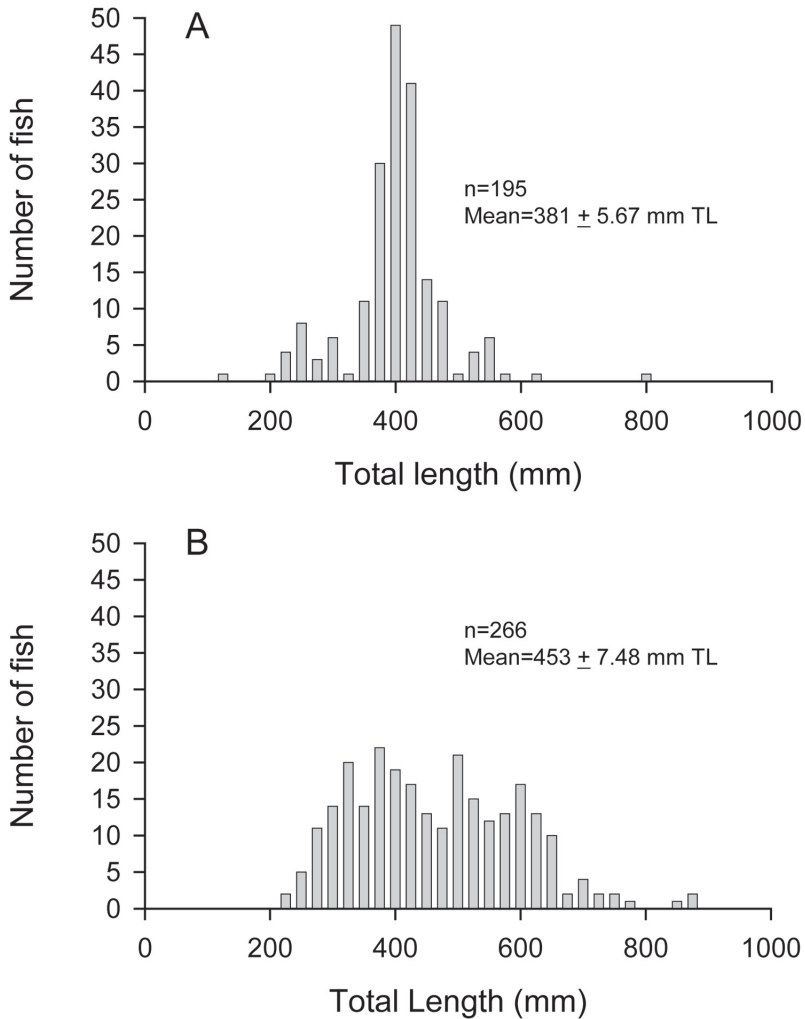 A
50
45
40
35
30
25
20
15
10
5
0
Number of fish
n=195
Mean=381 ± 5.67 mm TL
0 200 400 600 800 1000
Total length (mm)
B
50
45
40
35
30
25
20
15
10
5
0
Number of fish
n=266
Mean=453 ± 7.48 mm TL
0 200 400 600 800 1000
Total Length (mm)